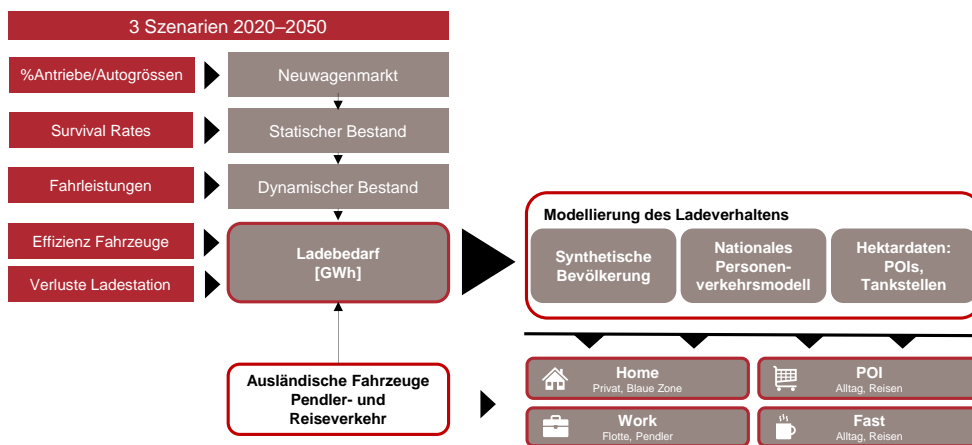 3 Szenarien 2020–2050
%Antriebe/Autogrössen
Neuwagenmarkt
Survival Rates
Statischer Bestand
Fahrleistungen
Dynamischer Bestand
Effizienz Fahrzeuge
Verluste Ladestation
Ladebedarf
[GWh]
Ausländische Fahrzeuge
Pendler- und
Reiseverkehr
Modellierung des Ladeverhaltens
Synthetische
Bevölkerung
Nationales
Personen-
verkehrsmodell
Hektardaten:
POIs,
Tankstellen
Home
Privat, Blaue Zone
POI
Alltag, Reisen
Work
Flotte, Pendler
Fast
Alltag, Reisen